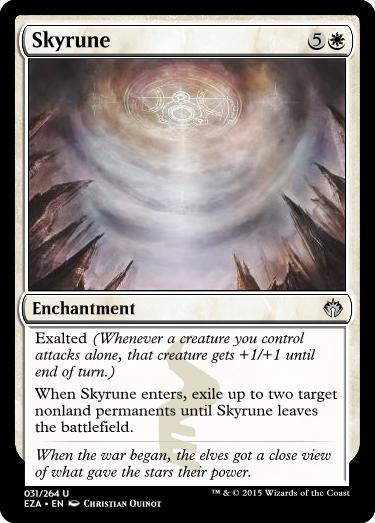 Skyrune 5
Enchantment
Exalted (Whenever a creature you control
attacks alone, that creature gets +1/+1 until
end of turn.)
When Skyrune enters, exile up to two target
nonland permanents until Skyrune leaves
the battlefield.
When the war began, the elves got a close view
of what gave the stars their power.
031/264 U
™ & © 2015 Wizards of the Coast
EZA • EN Christian Quinot